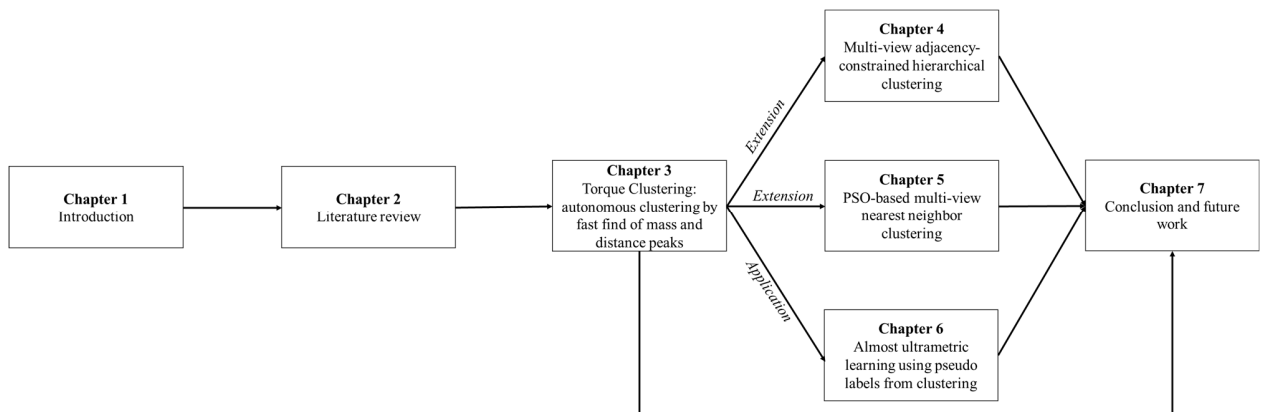 Chapter 1
Introduction
Chapter 2
Literature review
Chapter 3
Torque Clustering:
autonomous clustering by
fast find of mass and
distance peaks
Extension
Extension
Application
Chapter 4
Multi-view adjacency-
constrained hierarchical
clustering
Chapter 5
PSO-based multi-view
nearest neighbor
clustering
Chapter 6
Almost ultrametric
learning using pseudo
labels from clustering
Chapter 7
Conclusion and future
work